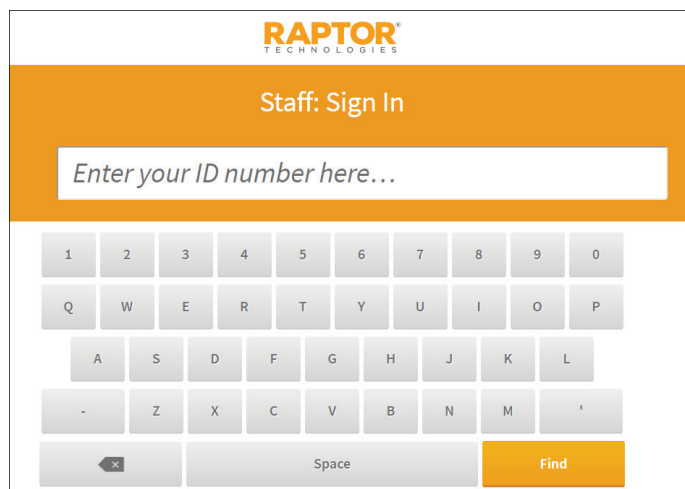 RAPTOR®
TECHNOLOGIES
Staff: Sign In
Enter your ID number here...
1 2 3 4 5 6 7 8 9 0
Q W E R T Y U I O P
A S D F G H J K L
- Z X C V B N M '
Space Find